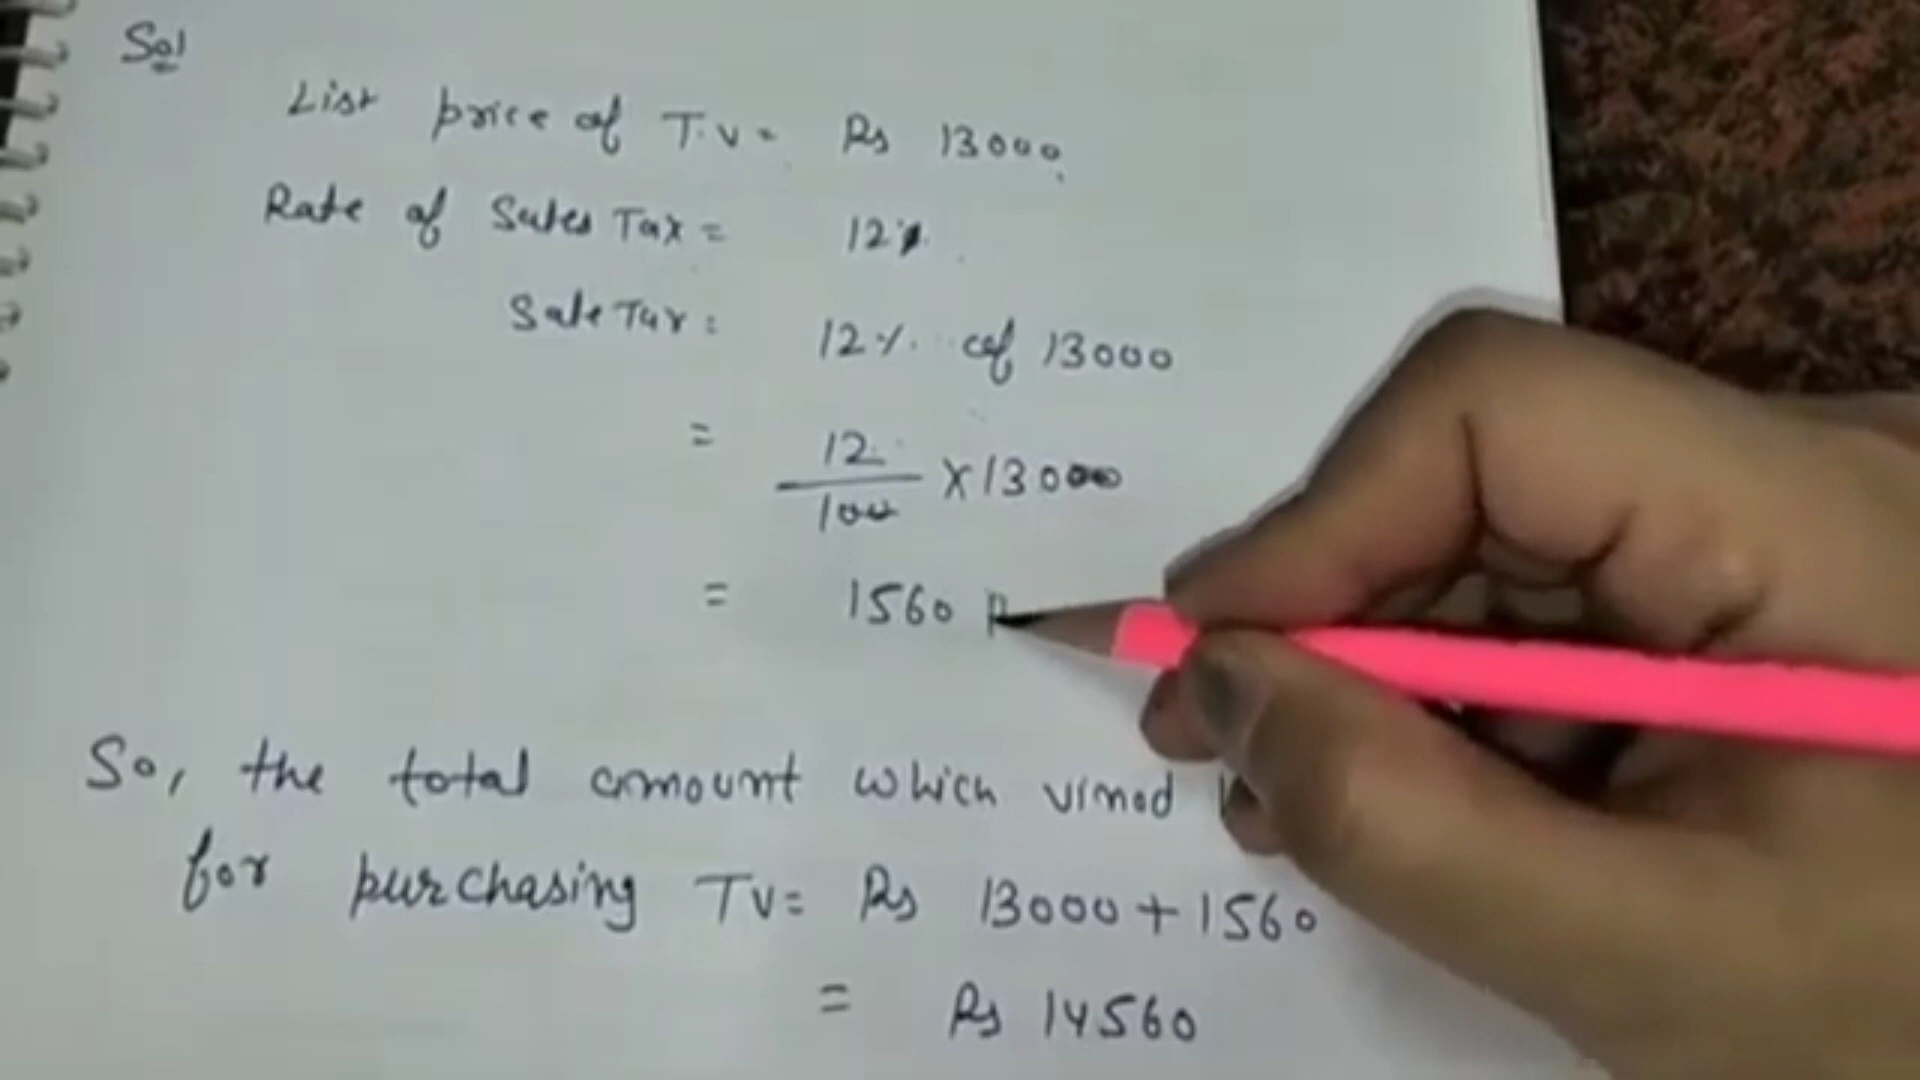 Sol
List price of T.V = Rs 13000.
Rate of Sales Tax = 12%.
Sale Tax = 12% of 13000
= 12/100 X 13000
= 1560 R
So, the total amount which vimod
for purchasing TV = Rs 13000 + 1560
= Rs 14560